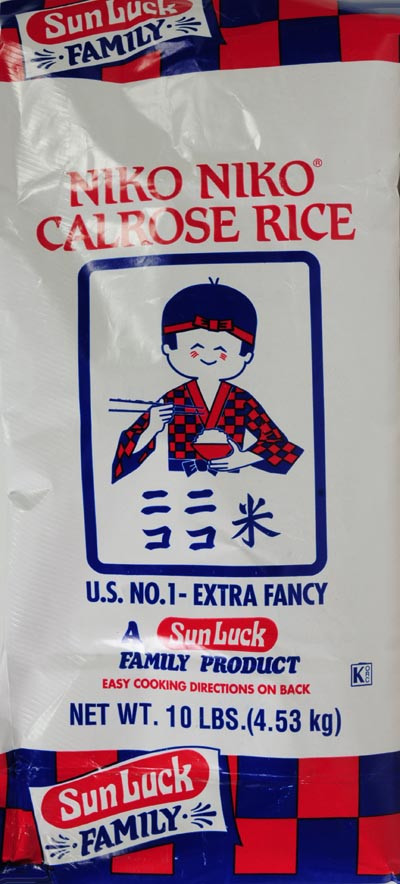 Sun Luck
FAMILY
NIKO NIKO®
CALROSE RICE
ニニ米
ココ
U.S. NO.1- EXTRA FANCY
A Sun Luck
FAMILY PRODUCT
EASY COOKING DIRECTIONS ON BACK
K ORC
NET WT. 10 LBS.(4.53 kg)
Sun Luck
FAMILY